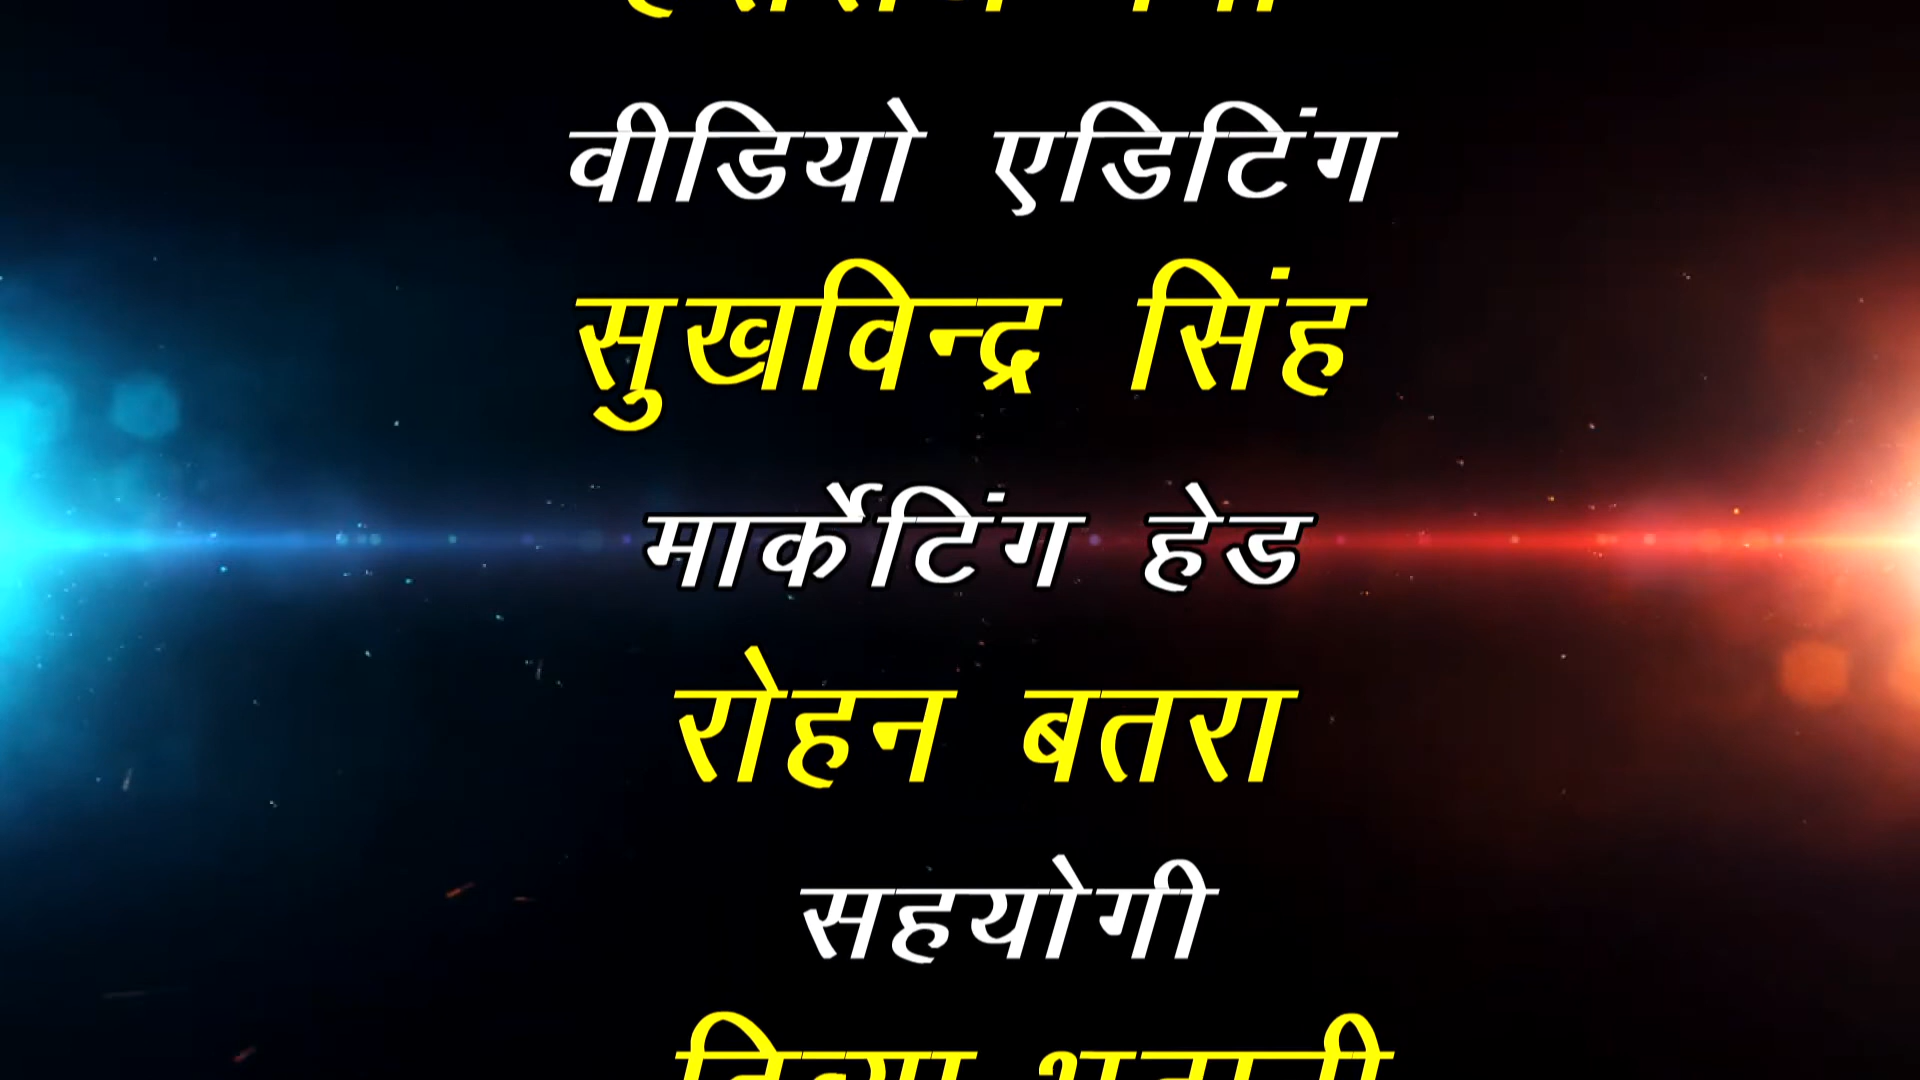 वीडियो एडिटिंग
सुखविन्द्र सिंह
मार्केटिंग हेड
रोहन बतरा
सहयोगी